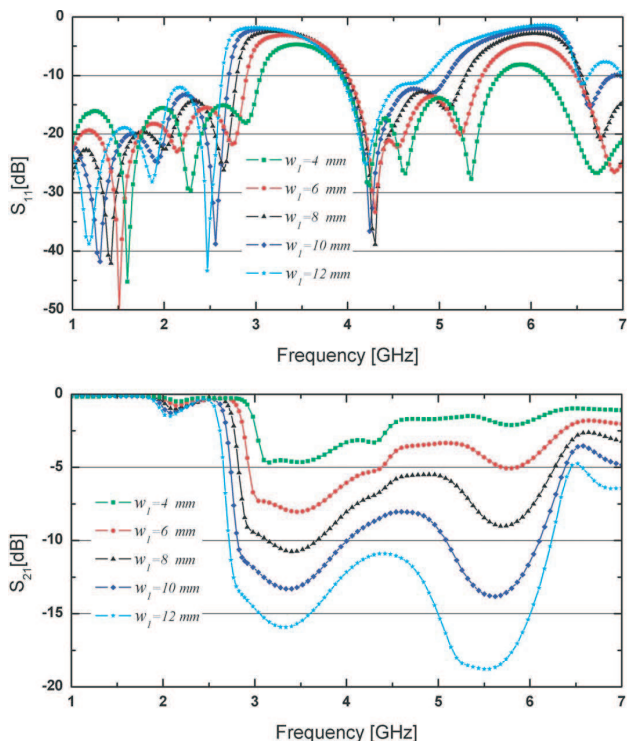 0
-10
-20
-30
-40
-50
S11[dB]
w1=4 mm
w1=6 mm
w1=8 mm
w1=10 mm
w1=12 mm
1 2 3 4 5 6 7
Frequency [GHz]
0
-5
-10
-15
-20
S21[dB]
w1=4 mm
w1=6 mm
w1=8 mm
w1=10 mm
w1=12 mm
1 2 3 4 5 6 7
Frequency [GHz]